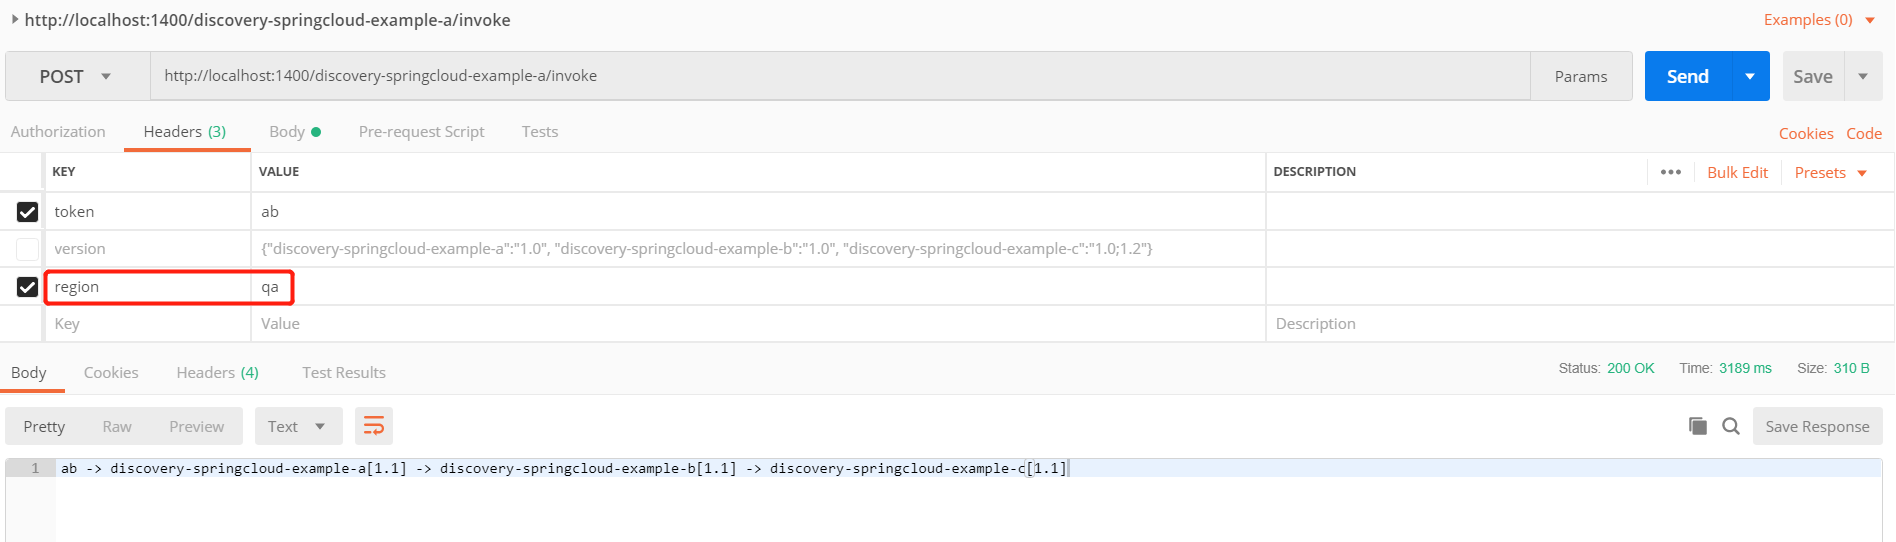 http://localhost:1400/discovery-springcloud-example-a/invoke Examples (0)
POST http://localhost:1400/discovery-springcloud-example-a/invoke Params Send Save
Authorization Headers (3) Body Pre-request Script Tests Cookies Code
KEY VALUE DESCRIPTION ••• Bulk Edit Presets
token ab
version {"discovery-springcloud-example-a":"1.0", "discovery-springcloud-example-b":"1.0", "discovery-springcloud-example-c":"1.0;1.2"}
region qa
Key Value Description
Body Cookies Headers (4) Test Results Status: 200 OK Time: 3189 ms Size: 310 B
Pretty Raw Preview Text Save Response
1 ab -> discovery-springcloud-example-a[1.1] -> discovery-springcloud-example-b[1.1] -> discovery-springcloud-example-c[1.1]